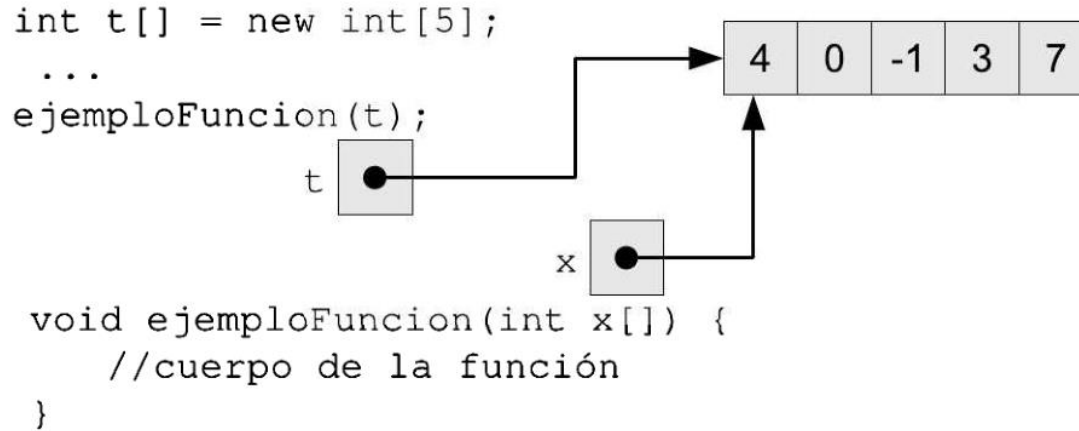 int t[] = new int[5];
...
ejemploFuncion(t);
4 0 -1 3 7
t
x
void ejemploFuncion(int x[]) {
//cuerpo de la función
}